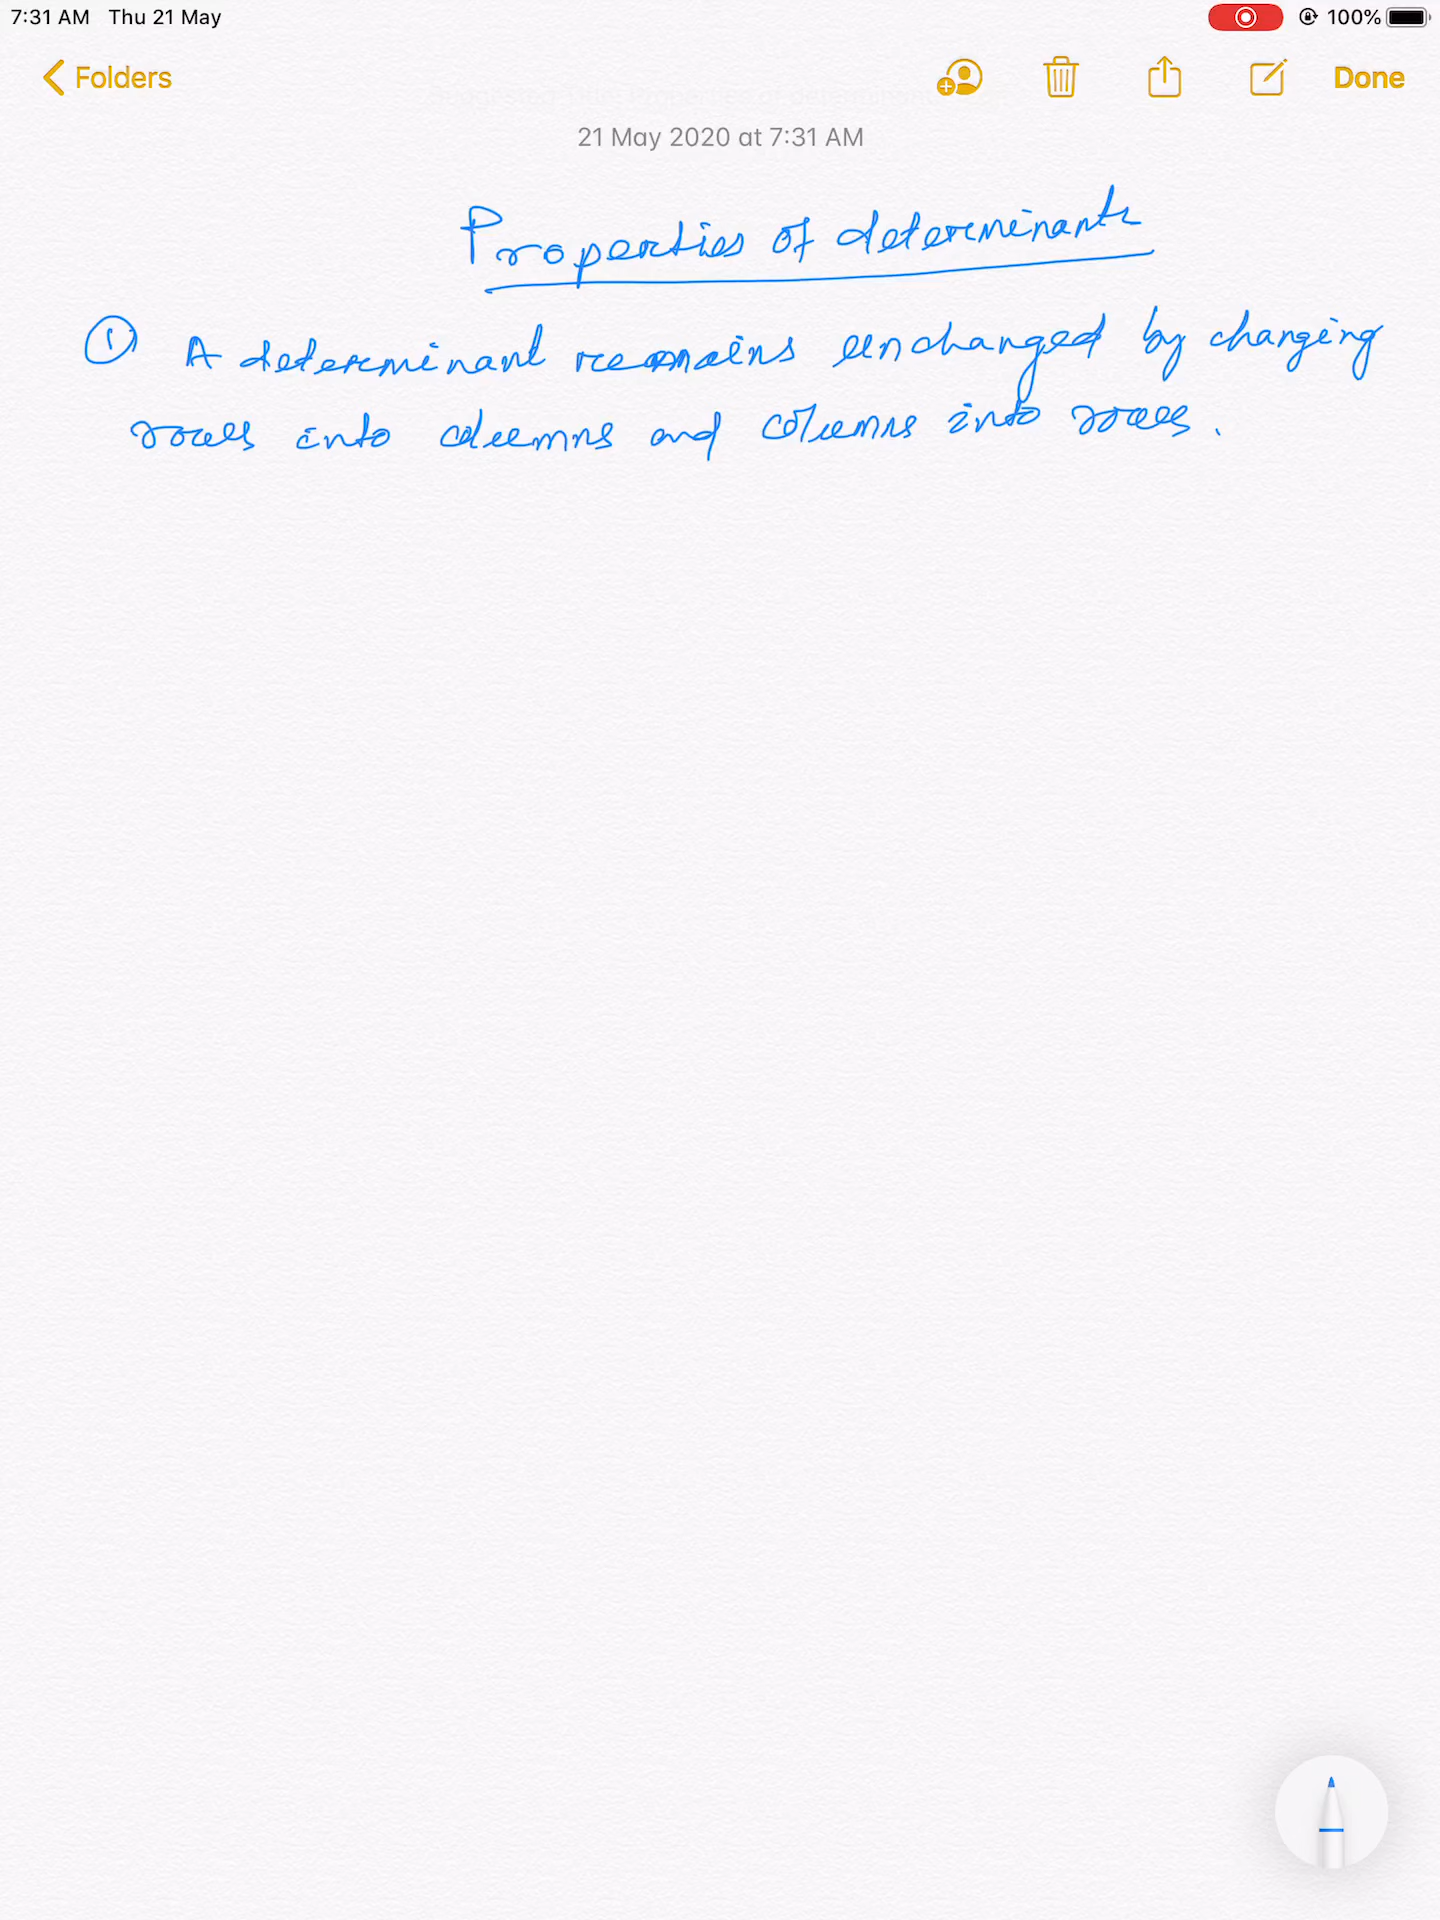 7:31 AM Thu 21 May 100%
Folders Done
21 May 2020 at 7:31 AM
Properties of determinants
① A determinant remains unchanged by changing
rows into columns and columns into rows.